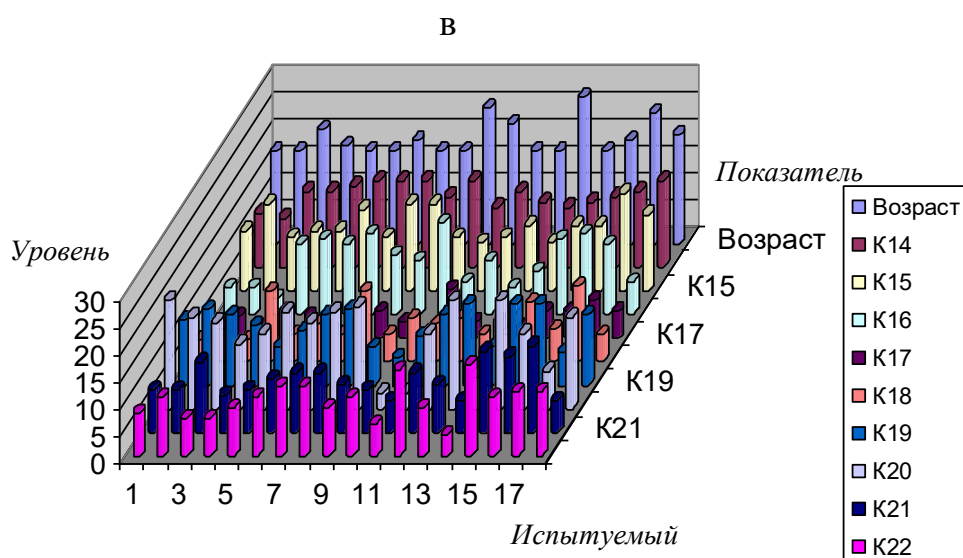 в
Показатель
Возраст
К15
К17
К19
К21
Уровень
30
25
20
15
10
5
0
1 3 5 7 9 11 13 15 17
Испытуемый
Возраст
К14
К15
К16
К17
К18
К19
К20
К21
К22